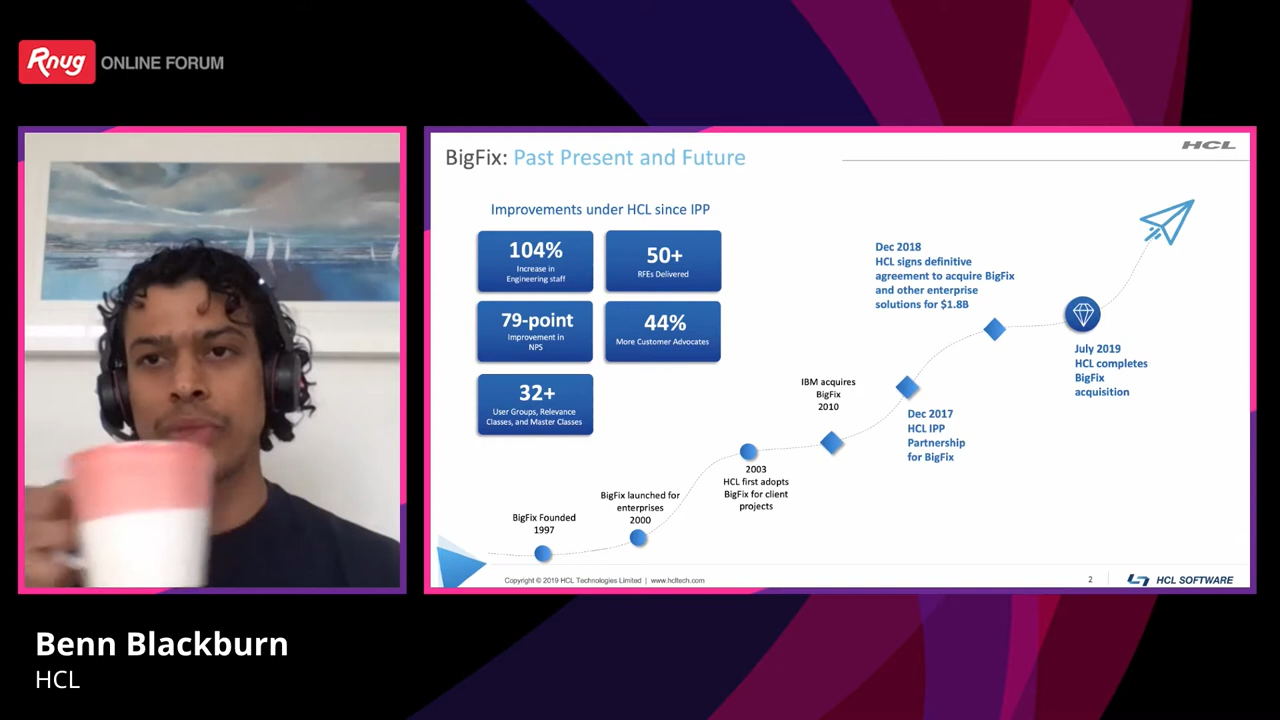 Rnug ONLINE FORUM
BigFix: Past Present and Future
HCL
Improvements under HCL since IPP
104%
Increase in
Engineering staff
50+
RFEs Delivered
79-point
Improvement in
NPS
44%
More Customer Advocates
32+
User Groups, Relevance
Classes, and Master Classes
BigFix Founded
1997
BigFix launched for
enterprises
2000
2003
HCL first adopts
BigFix for client
projects
IBM acquires
BigFix
2010
Dec 2017
HCL IPP
Partnership
for BigFix
Dec 2018
HCL signs definitive
agreement to acquire BigFix
and other enterprise
solutions for $1.8B
July 2019
HCL completes
BigFix
acquisition
Copyright © 2019 HCL Technologies Limited | www.hcltech.com
2
HCL SOFTWARE
Benn Blackburn
HCL